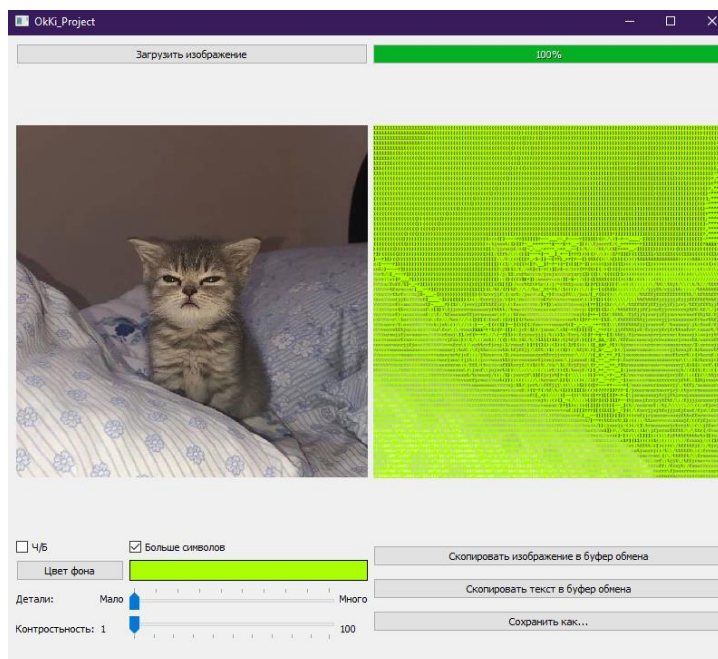 OkKi_Project
Загрузить изображение
100%
Ч/Б
Больше символов
Цвет фона
Детали: Мало Много
Контростьность: 1 100
Скопировать изображение в буфер обмена
Скопировать текст в буфер обмена
Сохранить как...